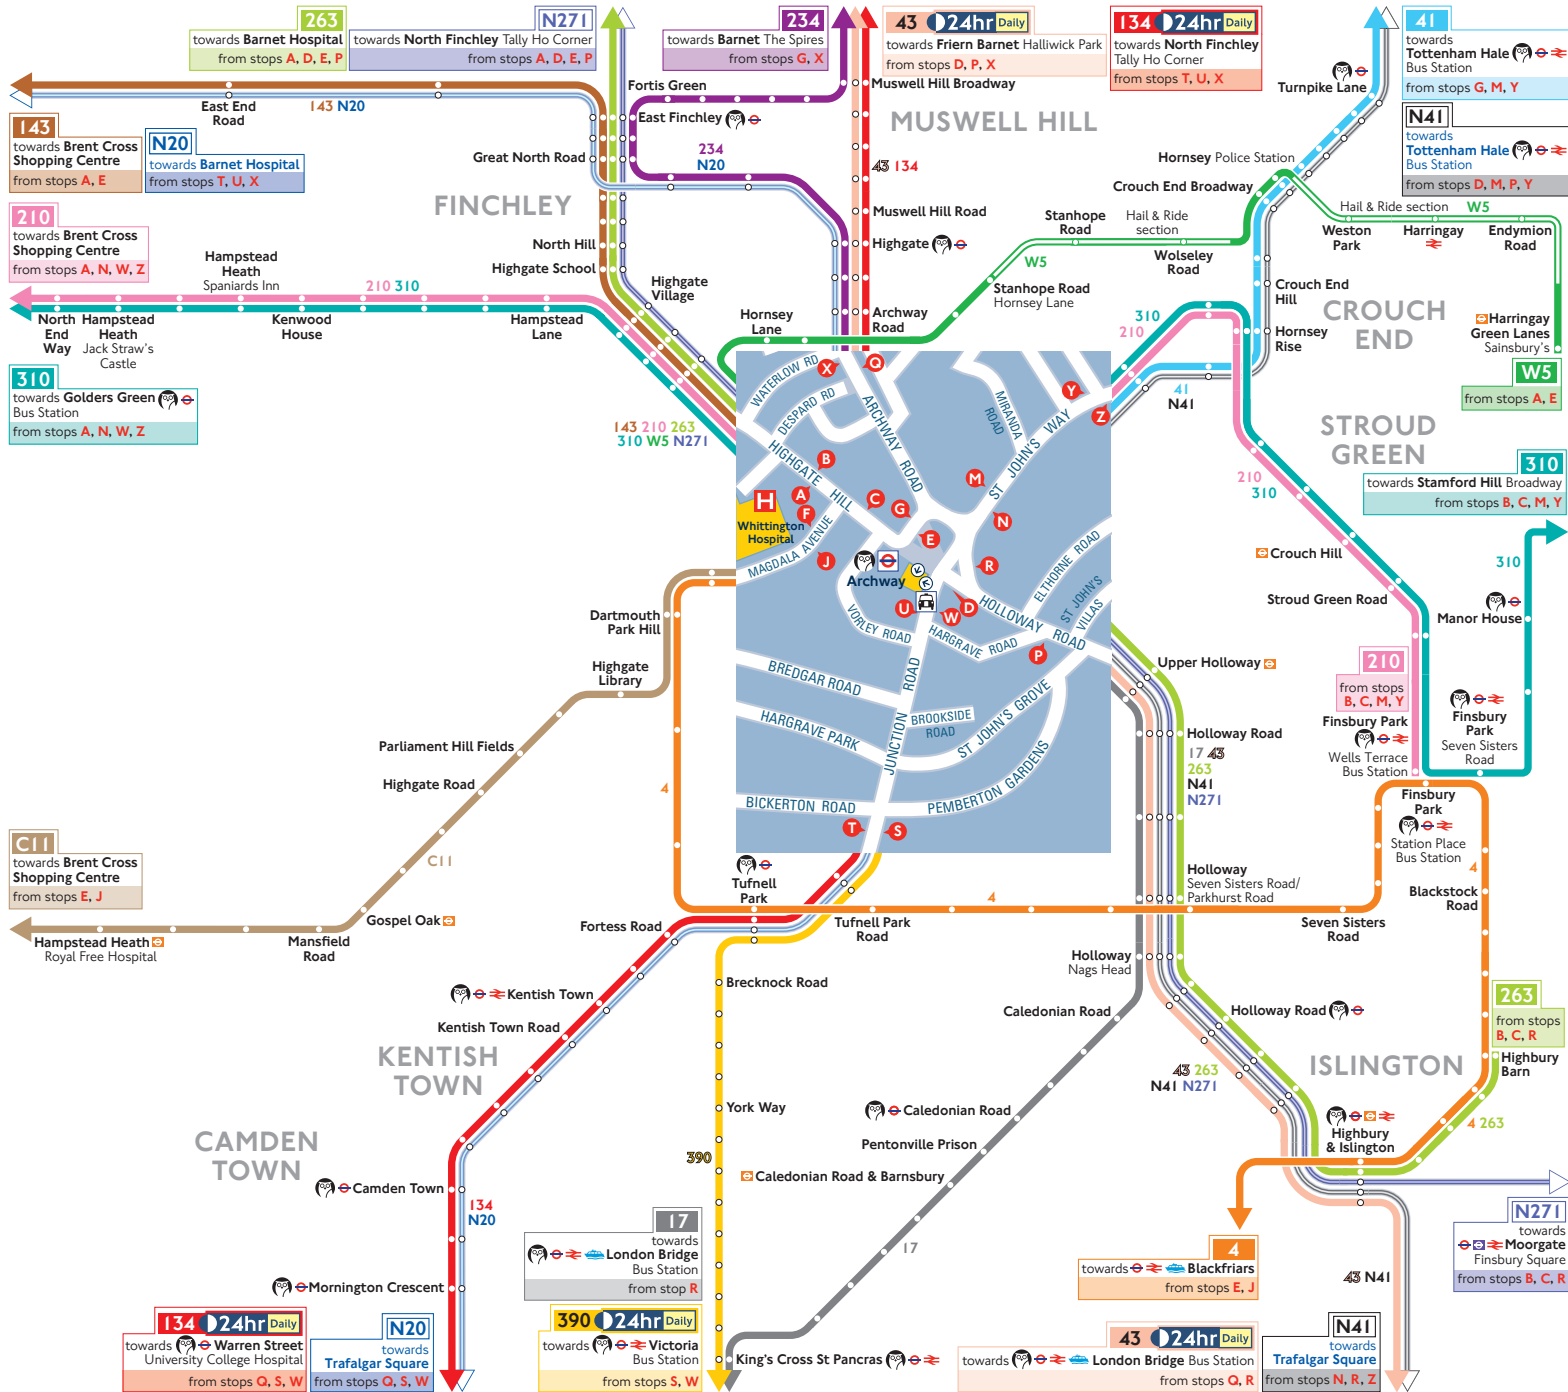 263
towards Barnet Hospital
from stops A, D, E, P
N271
towards North Finchley Tally Ho Corner
from stops A, D, E, P
234
towards Barnet The Spires
from stops G, X
43 24hr Daily
towards Friern Barnet Halliwick Park
from stops D, P, X
134 24hr Daily
towards North Finchley
Tally Ho Corner
from stops T, U, X
41
towards
Tottenham Hale
Bus Station
from stops G, M, Y
N41
towards
Tottenham Hale
Bus Station
from stops D, M, P, Y
143
towards Brent Cross
Shopping Centre
from stops A, E
N20
towards Barnet Hospital
from stops T, U, X
210
towards Brent Cross
Shopping Centre
from stops A, N, W, Z
310
towards Golders Green
Bus Station
from stops A, N, W, Z
East End
Road
143 N20
Fortis Green
East Finchley
Great North Road
234
N20
FINCHLEY
North Hill
Highgate School
Highgate
Village
Muswell Hill Broadway
MUSWELL HILL
43 134
Muswell Hill Road
Highgate
Archway
Road
Turnpike Lane
Hornsey Police Station
Crouch End Broadway
Hail & Ride section W5
Stanhope
Road
Hail & Ride
section
Wolseley
Road
Weston
Park
Harringay
Endymion
Road
W5
Stanhope Road
Hornsey Lane
Hornsey
Lane
Crouch End
Hill
CROUCH
END
Hornsey
Rise
Harringay
Green Lanes
Sainsbury's
W5
from stops A, E
Hampstead
Heath
Spaniards Inn
210 310
North
End
Way
Hampstead
Heath
Jack Straw's
Castle
Kenwood
House
Hampstead
Lane
143 210 263
310 W5 N271
310
210
41
N41
STROUD
GREEN
210
310
310
towards Stamford Hill Broadway
from stops B, C, M, Y
310
Crouch Hill
Stroud Green Road
Manor House
210
from stops
B, C, M, Y
Finsbury Park
Wells Terrace
Bus Station
Finsbury
Park
Seven Sisters
Road
WATERLOW RD
DESPARD RD
HIGHGATE HILL
ARCHWAY ROAD
MIRANDA
ROAD
ST JOHN'S WAY
X
Q
Y
Z
B
A
F
C
G
M
N
E
R
J
U
W
D
P
T
S
H
Whittington
Hospital
MAGDALA AVENUE
Archway
ELTHORNE ROAD
ST JOHN'S
VILLAS
HOLLOWAY ROAD
VORLEY ROAD
HARGRAVE ROAD
BREDGAR ROAD
HARGRAVE PARK
JUNCTION ROAD
BROOKSIDE
ROAD
ST JOHN'S GROVE
BICKERTON ROAD
PEMBERTON GARDENS
Dartmouth
Park Hill
Highgate
Library
Parliament Hill Fields
Highgate Road
4
C11
C11
towards Brent Cross
Shopping Centre
from stops E, J
Hampstead Heath
Royal Free Hospital
Mansfield
Road
Gospel Oak
Upper Holloway
Holloway Road
17 43
263
N41
N271
Finsbury
Park
Station Place
Bus Station
4
Blackstock
Road
Holloway
Seven Sisters Road/
Parkhurst Road
Seven Sisters
Road
4
Tufnell
Park
Fortess Road
Tufnell Park
Road
Holloway
Nags Head
Brecknock Road
Kentish Town
Kentish Town Road
KENTISH
TOWN
Caledonian Road
Holloway Road
263
from stops
B, C, R
Highbury
Barn
ISLINGTON
43 263
N41 N271
York Way
Caledonian Road
Pentonville Prison
Highbury
& Islington
4 263
CAMDEN
TOWN
390
Caledonian Road & Barnsbury
Camden Town
134
N20
17
towards
London Bridge
Bus Station
from stop R
17
4
towards Blackfriars
from stops E, J
N271
towards
Moorgate
Finsbury Square
from stops B, C, R
Mornington Crescent
43 N41
134 24hr Daily
towards Warren Street
University College Hospital
from stops Q, S, W
N20
towards
Trafalgar Square
from stops Q, S, W
390 24hr Daily
towards Victoria
Bus Station
from stops S, W
King's Cross St Pancras
43 24hr Daily
towards London Bridge Bus Station
from stops Q, R
N41
towards
Trafalgar Square
from stops N, R, Z